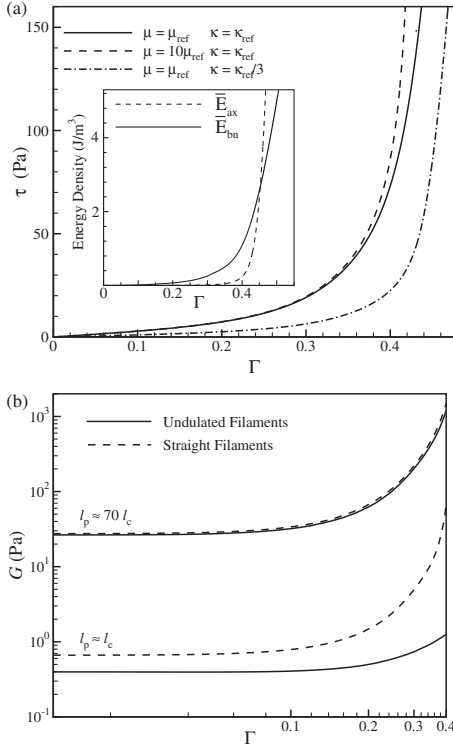 (a)
μ = μref κ = κref
μ = 10μref κ = κref
μ = μref κ = κref/3
150
100
50
0
τ (Pa)
Energy Density (J/m³)
4
2
E̅ax
E̅bn
0 0.2 0.4
Γ
0 0.1 0.2 0.3 0.4
Γ
(b)
10³
10²
10¹
10⁰
10⁻¹
G (Pa)
Undulated Filaments
Straight Filaments
lp ≈ 70 lc
lp ≈ lc
0.1 0.2 0.3 0.4
Γ